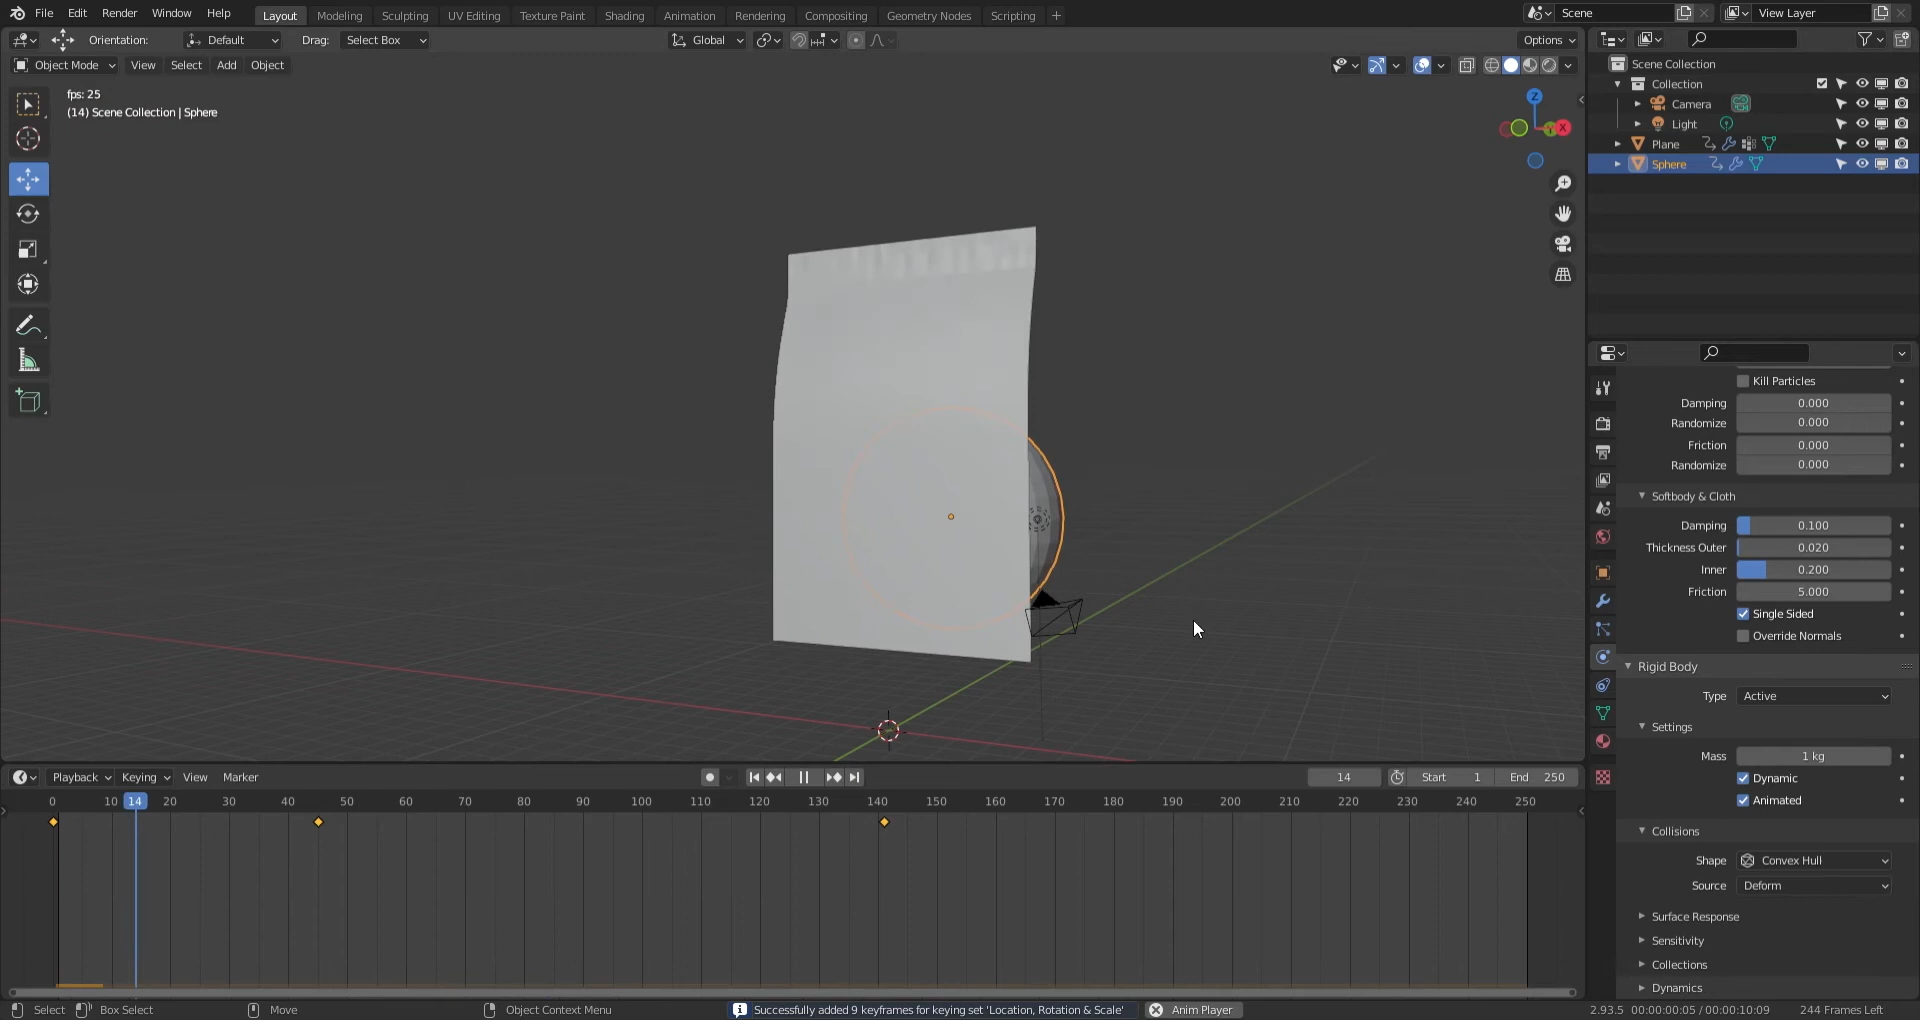 File Edit Render Window Help Layout Modeling Sculpting UV Editing Texture Paint Shading Animation Rendering Compositing Geometry Nodes Scripting + Scene View Layer
Orientation: Default Drag: Select Box Global Options
Object Mode View Select Add Object
fps: 25
(14) Scene Collection | Sphere
Z
Y
X
Scene Collection
Collection
Camera
Light
Plane
Sphere
Kill Particles
Damping 0.000
Randomize 0.000
Friction 0.000
Randomize 0.000
Softbody & Cloth
Damping 0.100
Thickness Outer 0.020
Inner 0.200
Friction 5.000
Single Sided
Override Normals
Rigid Body
Type Active
Settings
Mass 1 kg
Dynamic
Animated
Collisions
Shape Convex Hull
Source Deform
Surface Response
Sensitivity
Collections
Dynamics
Playback Keying View Marker 14 Start 1 End 250
0 10 14 20 30 40 50 60 70 80 90 100 110 120 130 140 150 160 170 180 190 200 210 220 230 240 250
Select Box Select Move Object Context Menu Successfully added 9 keyframes for keying set 'Location, Rotation & Scale' Anim Player 2.93.5 00:00:00:05 / 00:00:10:09 244 Frames Left